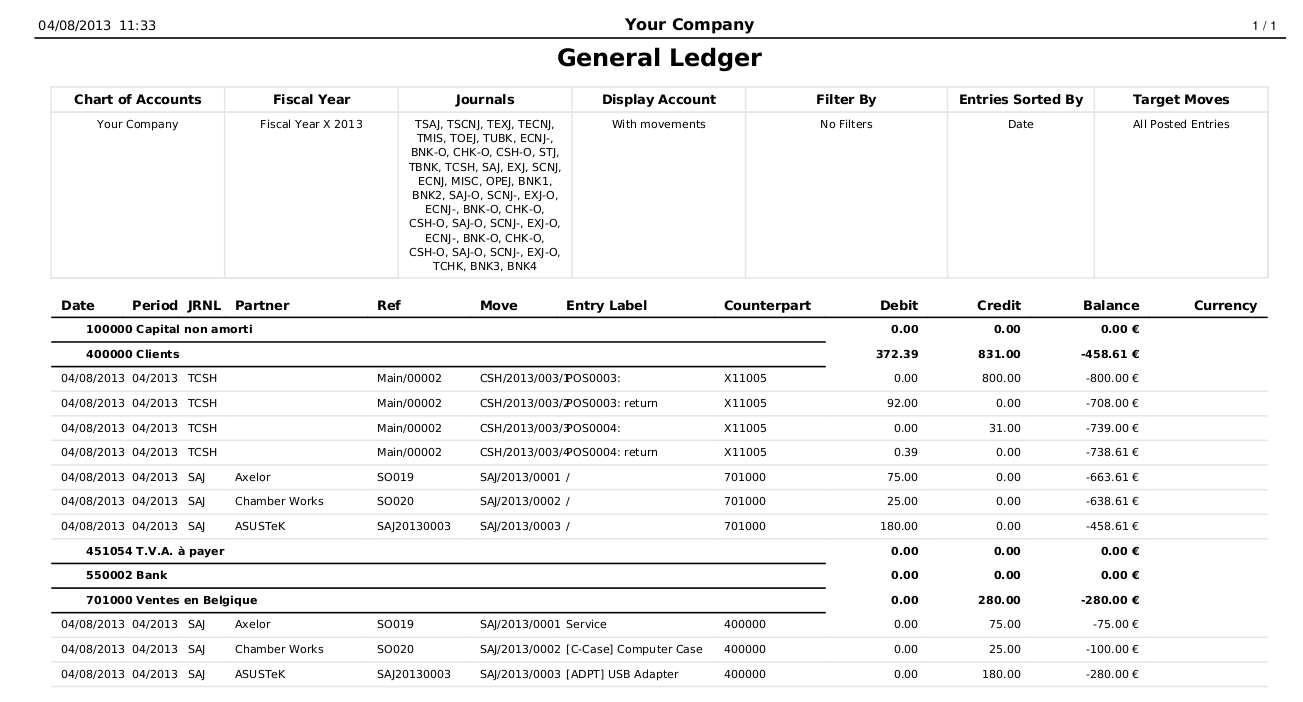 04/08/2013 11:33 Your Company 1 / 1
General Ledger
Chart of Accounts Fiscal Year Journals Display Account Filter By Entries Sorted By Target Moves
Your Company Fiscal Year X 2013 TSAJ, TSCNJ, TEXJ, TECNJ, With movements No Filters Date All Posted Entries
TMIS, TOEJ, TUBK, ECNJ-,
BNK-O, CHK-O, CSH-O, STJ,
TBNK, TCSH, SAJ, EXJ, SCNJ,
ECNJ, MISC, OPEJ, BNK1,
BNK2, SAJ-O, SCNJ-, EXJ-O,
ECNJ-, BNK-O, CHK-O,
CSH-O, SAJ-O, SCNJ-, EXJ-O,
ECNJ-, BNK-O, CHK-O,
CSH-O, SAJ-O, SCNJ-, EXJ-O,
TCHK, BNK3, BNK4
Date Period JRNL Partner Ref Move Entry Label Counterpart Debit Credit Balance Currency
100000 Capital non amorti 0.00 0.00 0.00 €
400000 Clients 372.39 831.00 -458.61 €
04/08/2013 04/2013 TCSH Main/00002 CSH/2013/003/1 POS0003: X11005 0.00 800.00 -800.00 €
04/08/2013 04/2013 TCSH Main/00002 CSH/2013/003/2 POS0003: return X11005 92.00 0.00 -708.00 €
04/08/2013 04/2013 TCSH Main/00002 CSH/2013/003/3 POS0004: X11005 0.00 31.00 -739.00 €
04/08/2013 04/2013 TCSH Main/00002 CSH/2013/003/4 POS0004: return X11005 0.39 0.00 -738.61 €
04/08/2013 04/2013 SAJ Axelor SO019 SAJ/2013/0001 / 701000 75.00 0.00 -663.61 €
04/08/2013 04/2013 SAJ Chamber Works SO020 SAJ/2013/0002 / 701000 25.00 0.00 -638.61 €
04/08/2013 04/2013 SAJ ASUSTeK SAJ20130003 SAJ/2013/0003 / 701000 180.00 0.00 -458.61 €
451054 T.V.A. à payer 0.00 0.00 0.00 €
550002 Bank 0.00 0.00 0.00 €
701000 Ventes en Belgique 0.00 280.00 -280.00 €
04/08/2013 04/2013 SAJ Axelor SO019 SAJ/2013/0001 Service 400000 0.00 75.00 -75.00 €
04/08/2013 04/2013 SAJ Chamber Works SO020 SAJ/2013/0002 [C-Case] Computer Case 400000 0.00 25.00 -100.00 €
04/08/2013 04/2013 SAJ ASUSTeK SAJ20130003 SAJ/2013/0003 [ADPT] USB Adapter 400000 0.00 180.00 -280.00 €